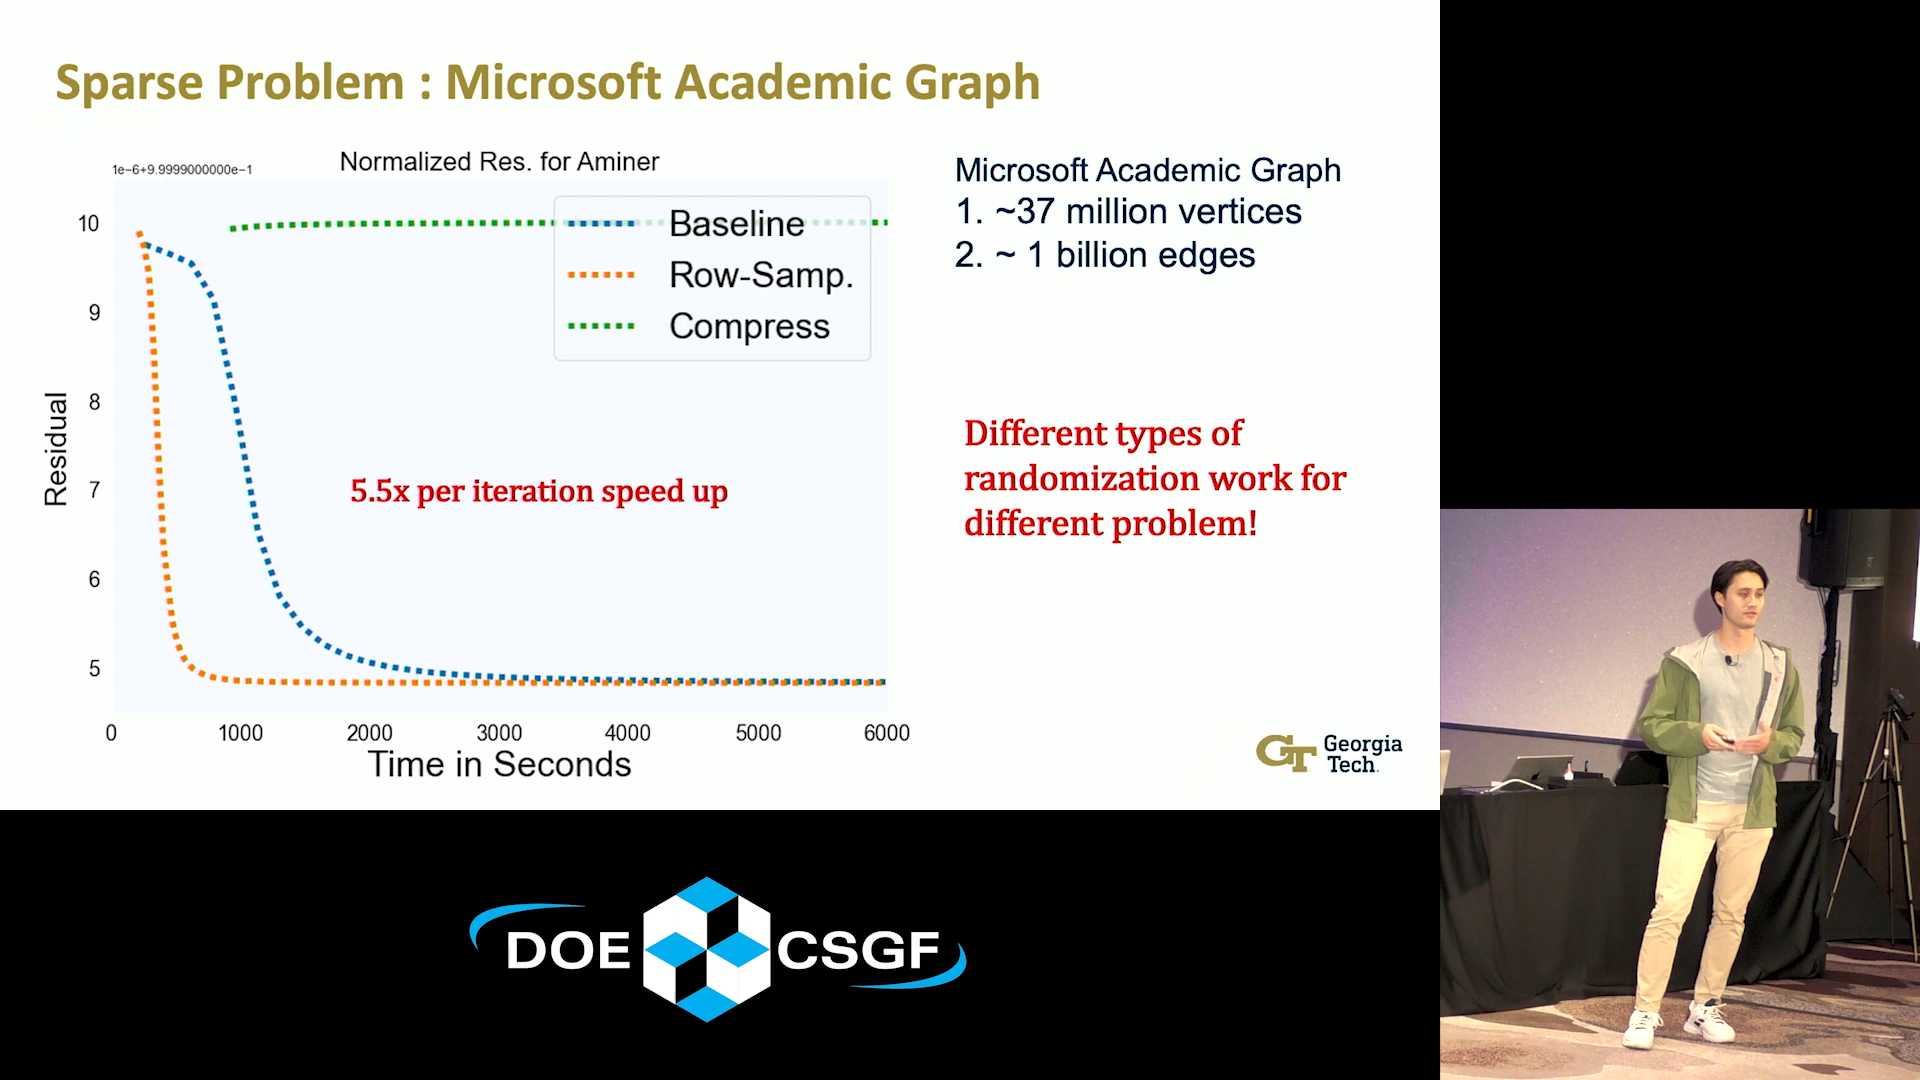 Sparse Problem : Microsoft Academic Graph
1e−6+9.9999000000e−1
Normalized Res. for Aminer
10
9
8
7
6
5
Residual
Baseline
Row-Samp.
Compress
5.5x per iteration speed up
0
1000
2000
3000
4000
5000
6000
Time in Seconds
Microsoft Academic Graph
1. ~37 million vertices
2. ~ 1 billion edges
Different types of
randomization work for
different problem!
GT Georgia
Tech
DOE CSGF